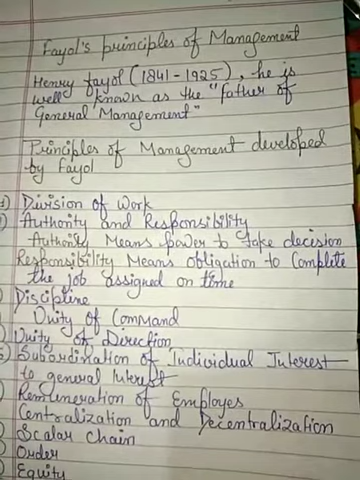 Fayol's principles of Management
Henry fayol (1841-1925), he is
well known as the "father of
General Management"
Principles of Management developed
by Fayol
Division of Work
Authority and Responsibility
Authority Means power to take decision
Responsibility Means obligation to Complete
the job assigned on time
Discipline
Unity of Command
Unity of Direction
Subordination of Individual Interest
to general Interest
Remuneration of Employes
Centralization and Decentralization
Scalar chain
Order
Equity